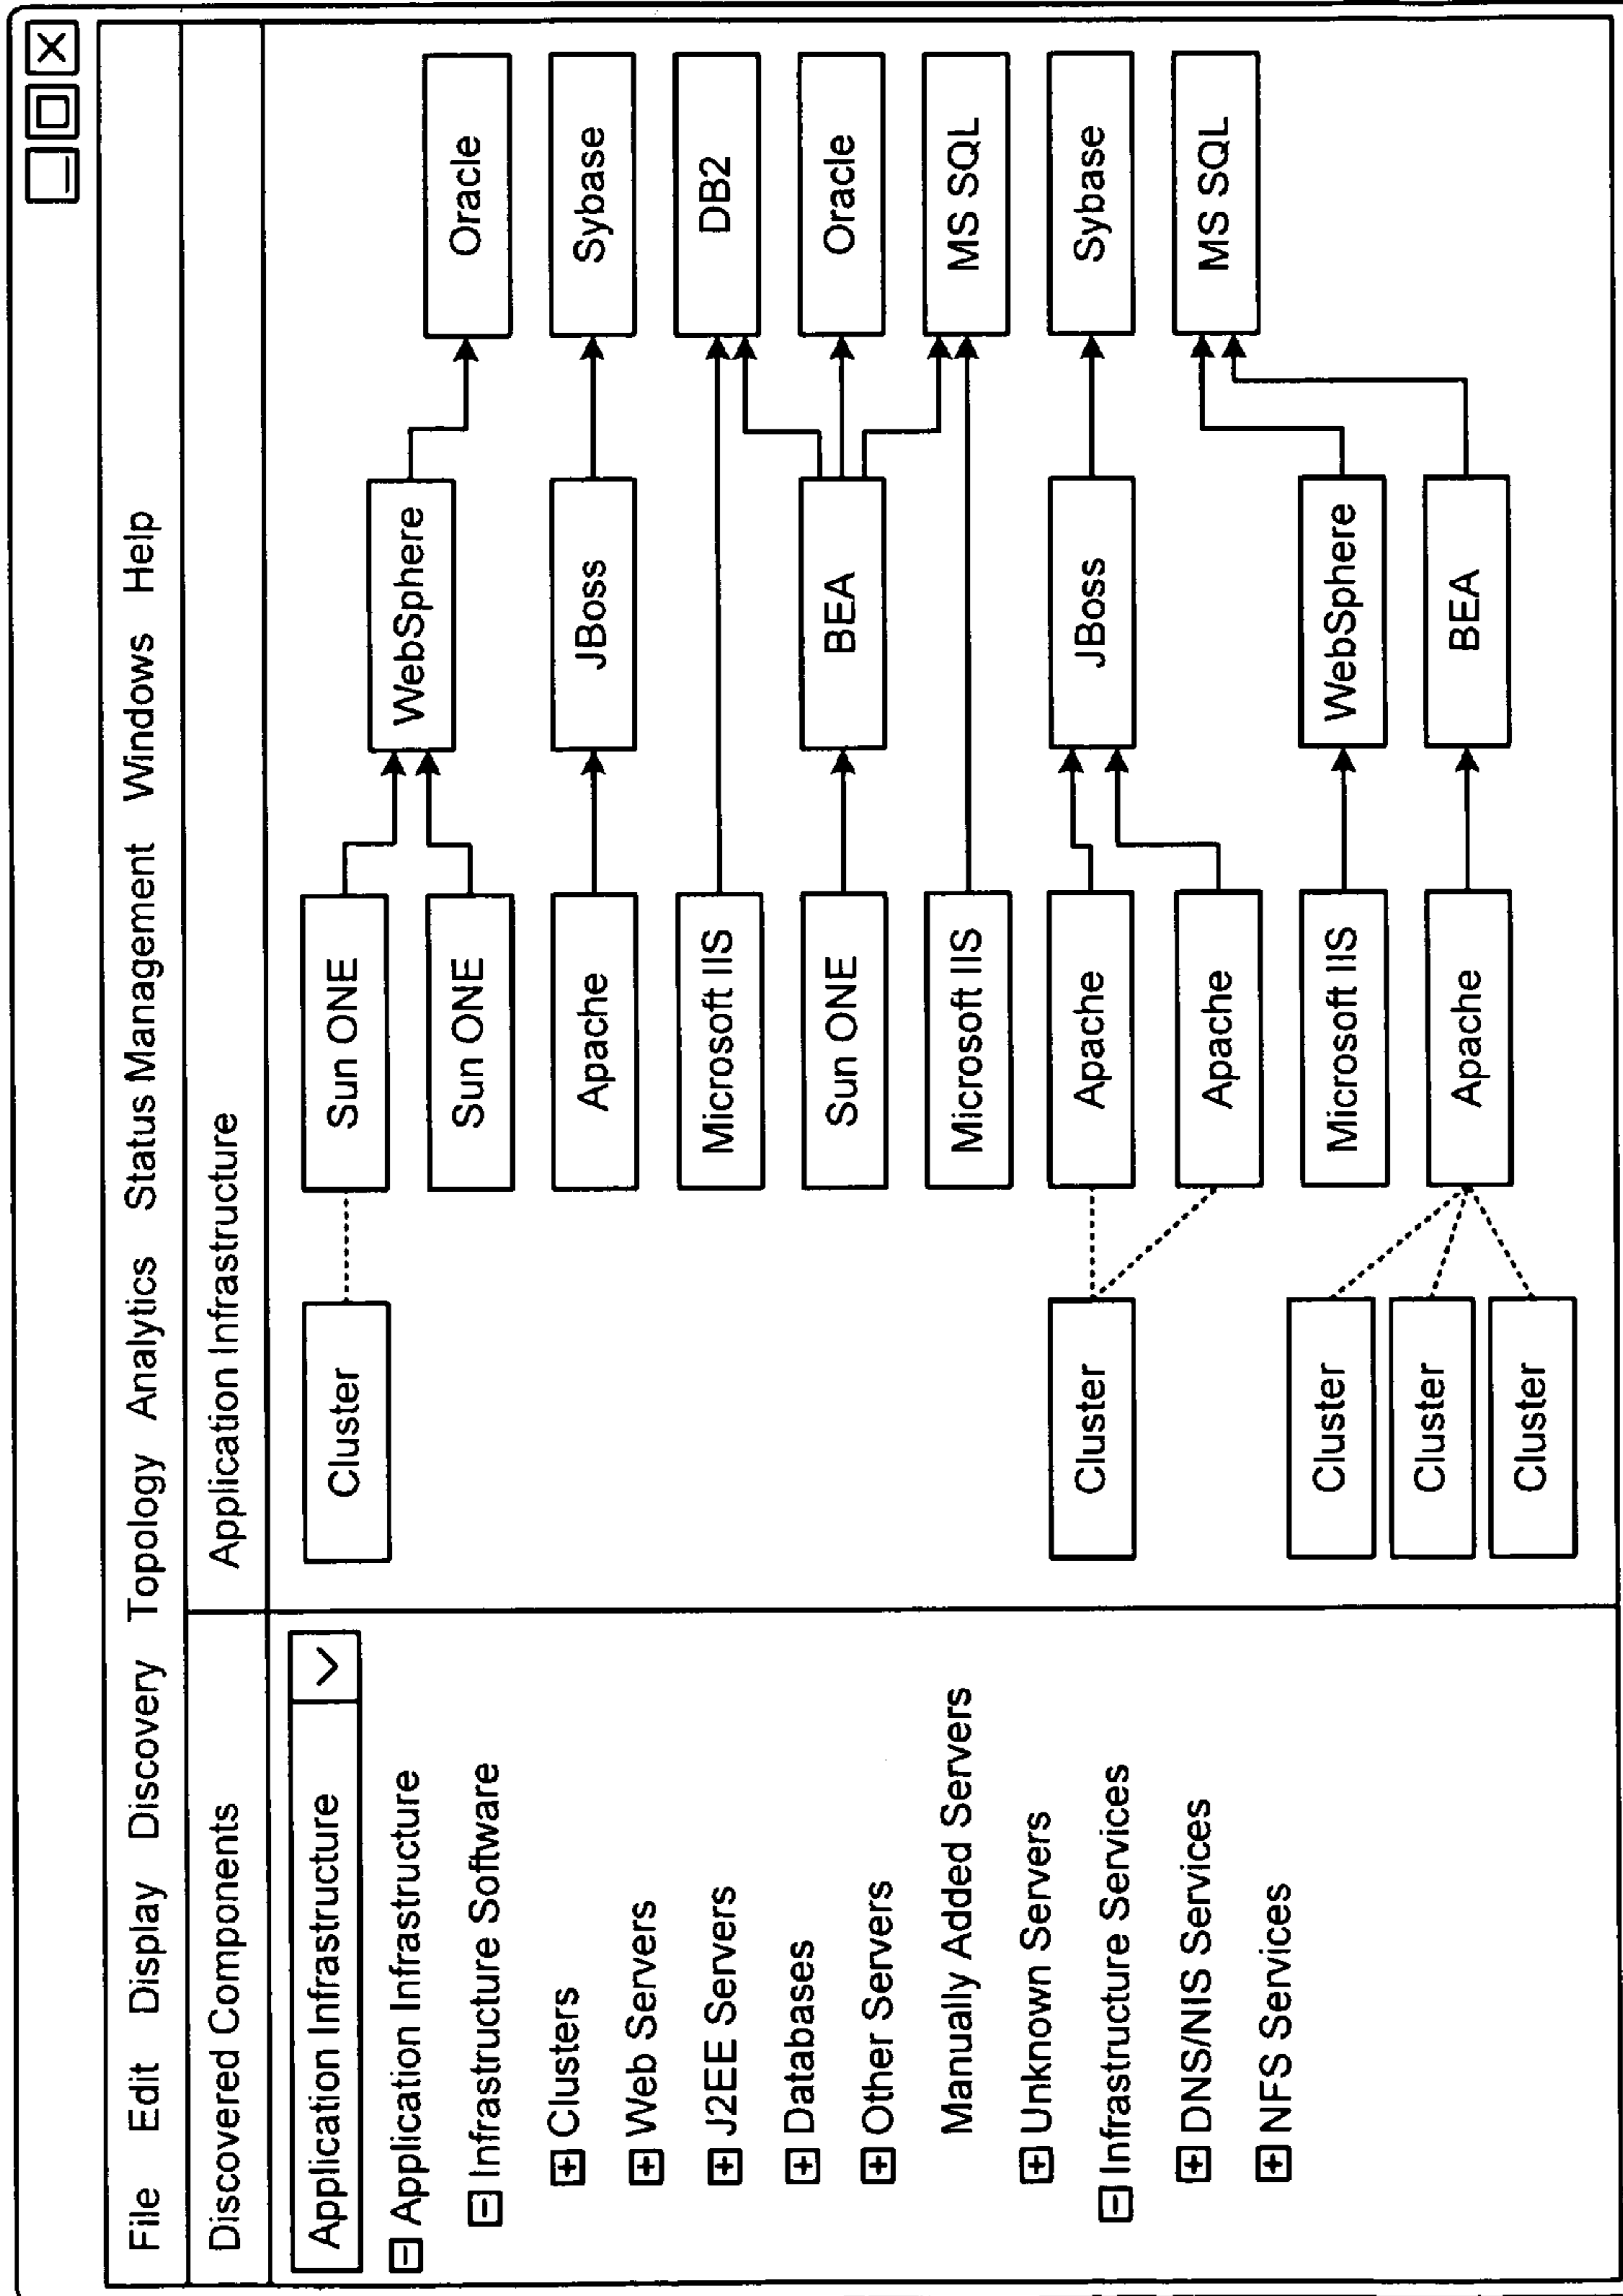 File Edit Display Discovery Topology Analytics Status Management Windows Help
Discovered Components
Application Infrastructure
Application Infrastructure
Application Infrastructure
Infrastructure Software
Clusters
Web Servers
J2EE Servers
Databases
Other Servers
Manually Added Servers
Unknown Servers
Infrastructure Services
DNS/NIS Services
NFS Services
Cluster
Cluster
Cluster
Cluster
Cluster
Sun ONE
Sun ONE
Apache
Microsoft IIS
Sun ONE
Microsoft IIS
Apache
Apache
Microsoft IIS
Apache
WebSphere
JBoss
BEA
JBoss
WebSphere
BEA
Oracle
Sybase
DB2
Oracle
MS SQL
Sybase
MS SQL